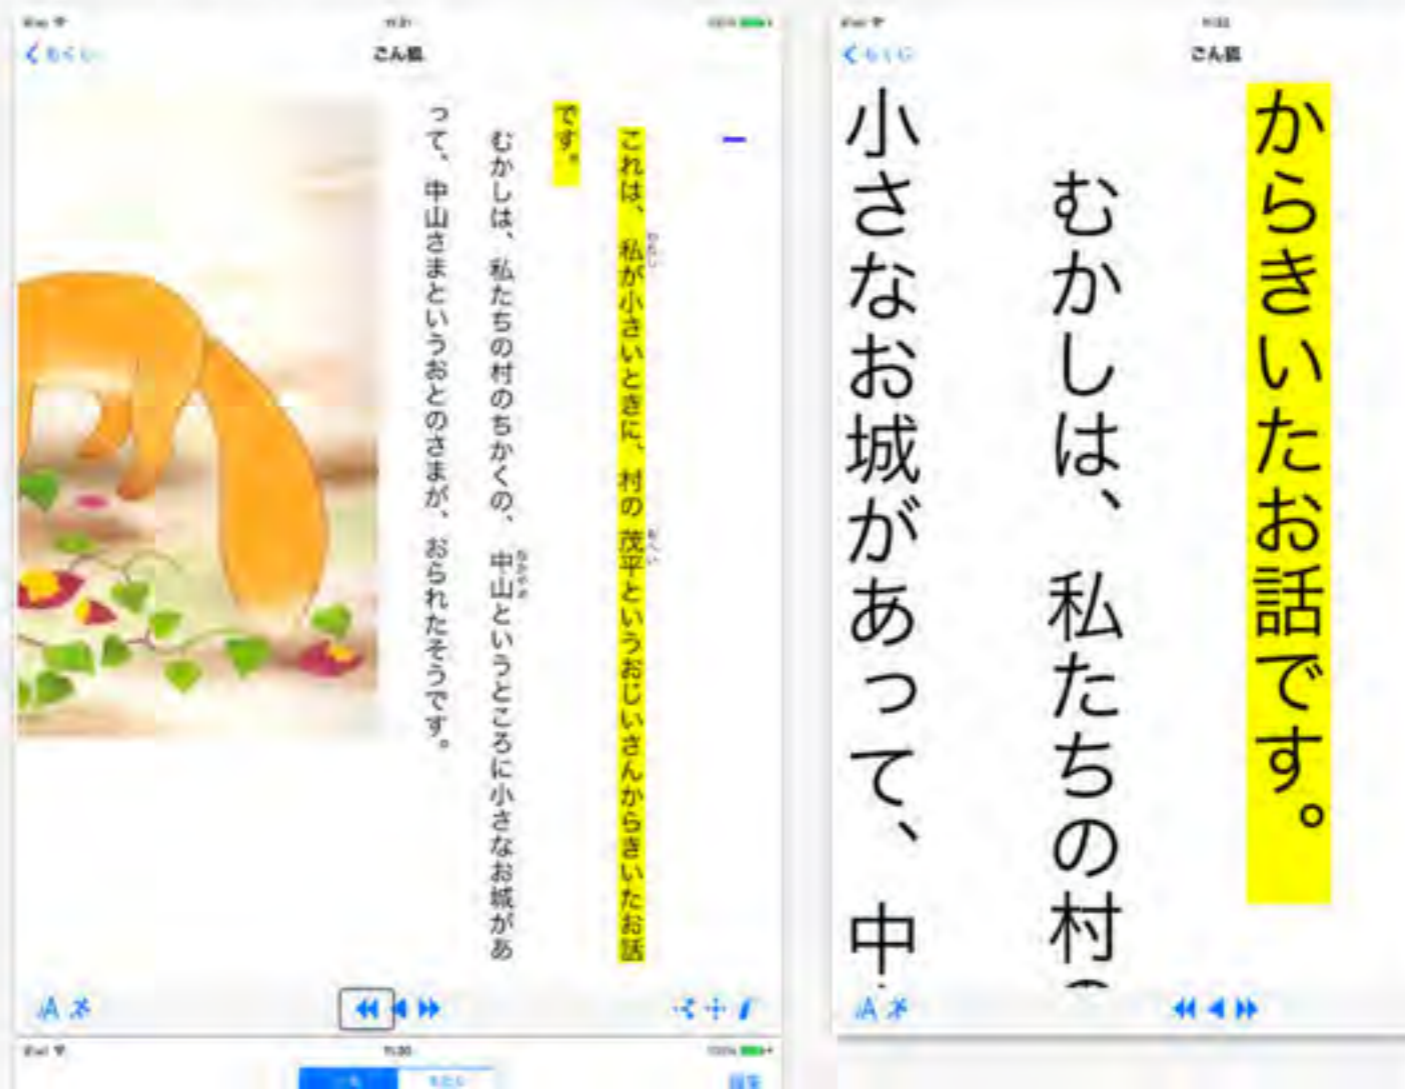 ごん狐
一
これは、私が小さいときに、村の茂平というおじいさんからきいたお話
です。
むかしは、私たちの村のちかくの、中山というところに小さなお城があ
って、中山さまというおとのさまが、おられたそうです。
ごん狐
からきいたお話です。
むかしは、私たちの村
小さなお城があって、中